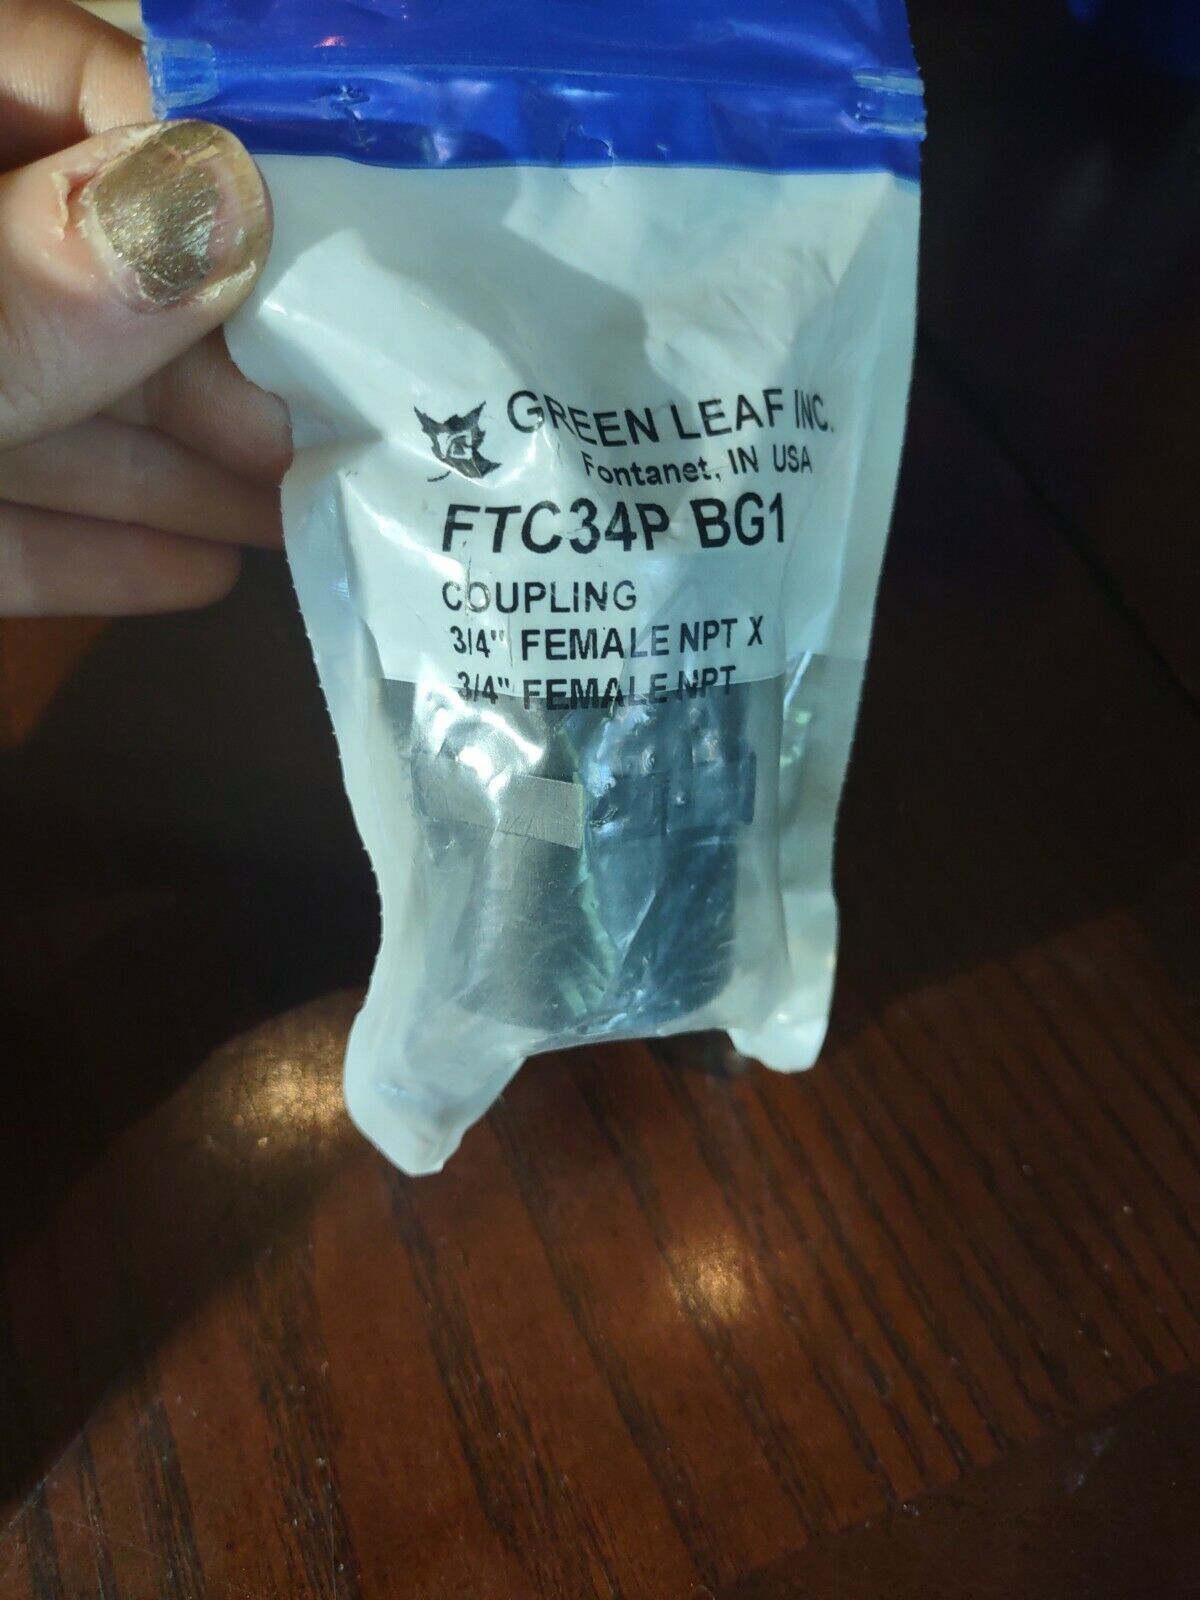 GREEN LEAF INC.
Fontanet, IN USA
FTC34P BG1
COUPLING
3/4" FEMALE NPT X
3/4" FEMALE NPT